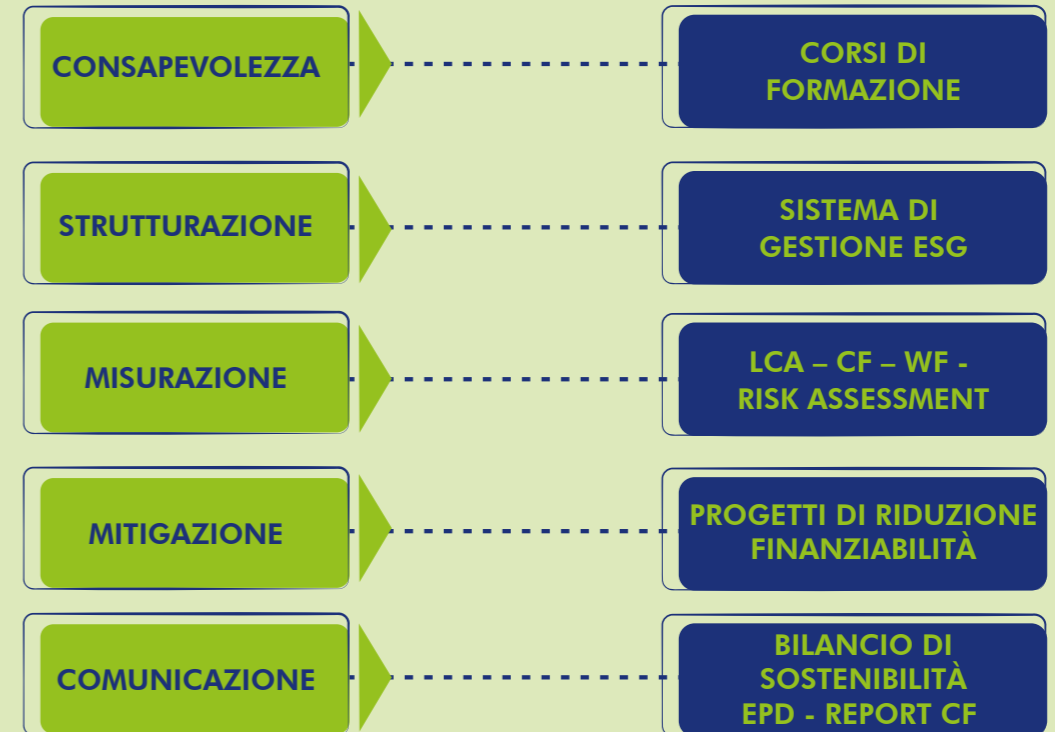 CONSAPEVOLEZZA
CORSI DI
FORMAZIONE
STRUTTURAZIONE
SISTEMA DI
GESTIONE ESG
MISURAZIONE
LCA – CF – WF -
RISK ASSESSMENT
MITIGAZIONE
PROGETTI DI RIDUZIONE
FINANZIABILITÀ
COMUNICAZIONE
BILANCIO DI
SOSTENIBILITÀ
EPD - REPORT CF